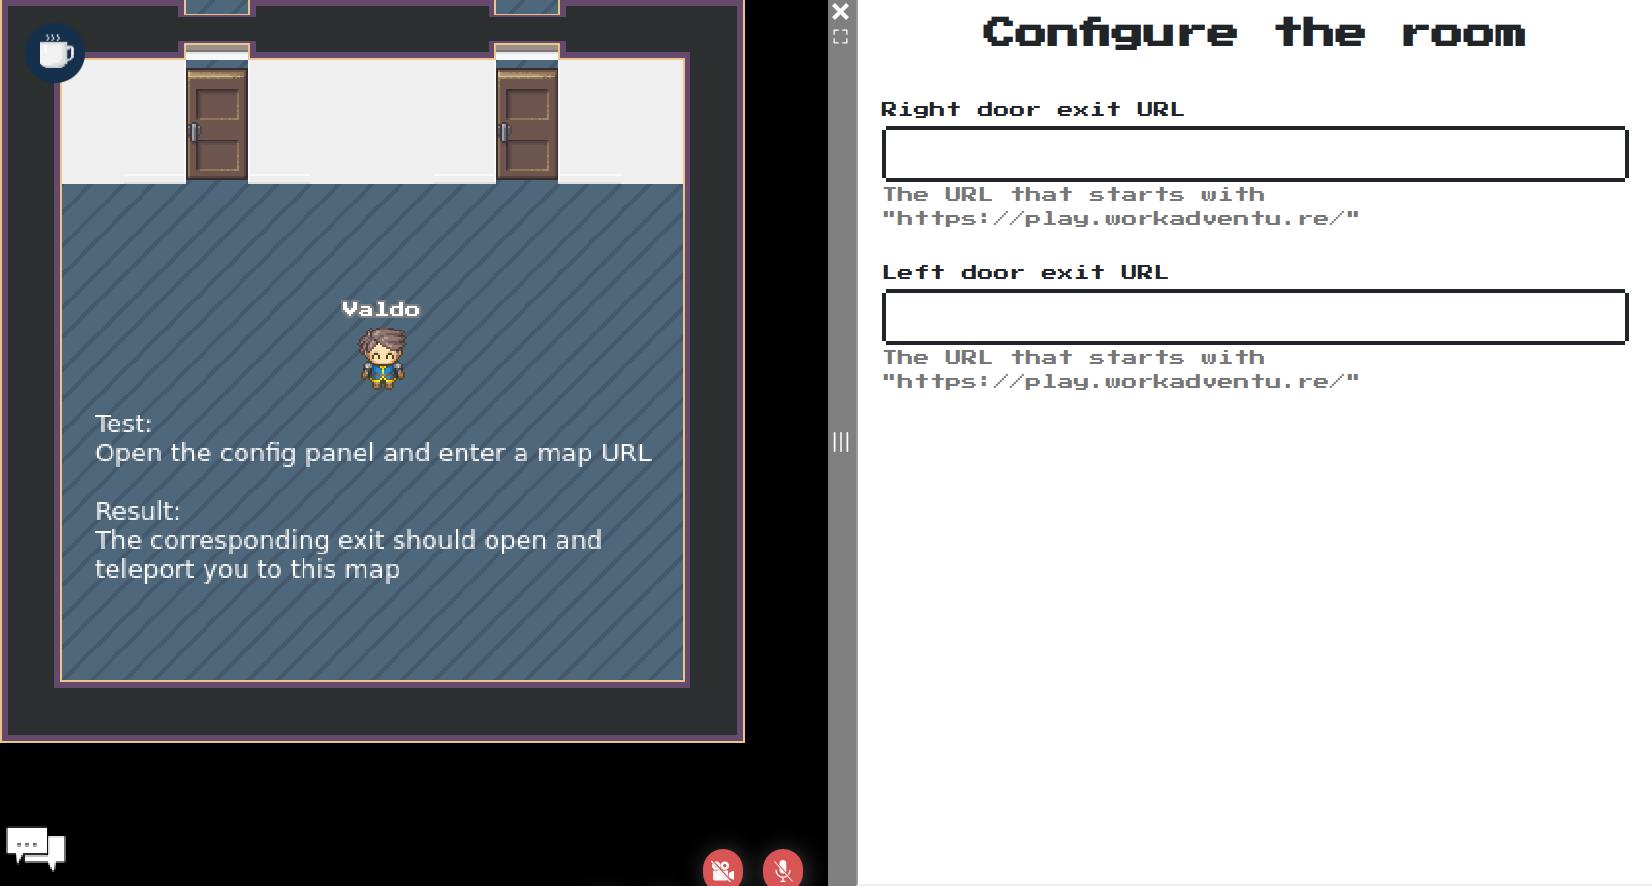 Valdo
Test:
Open the config panel and enter a map URL
Result:
The corresponding exit should open and
teleport you to this map
Configure the room
Right door exit URL
The URL that starts with
"https://play.workadventu.re/"
Left door exit URL
The URL that starts with
"https://play.workadventu.re/"